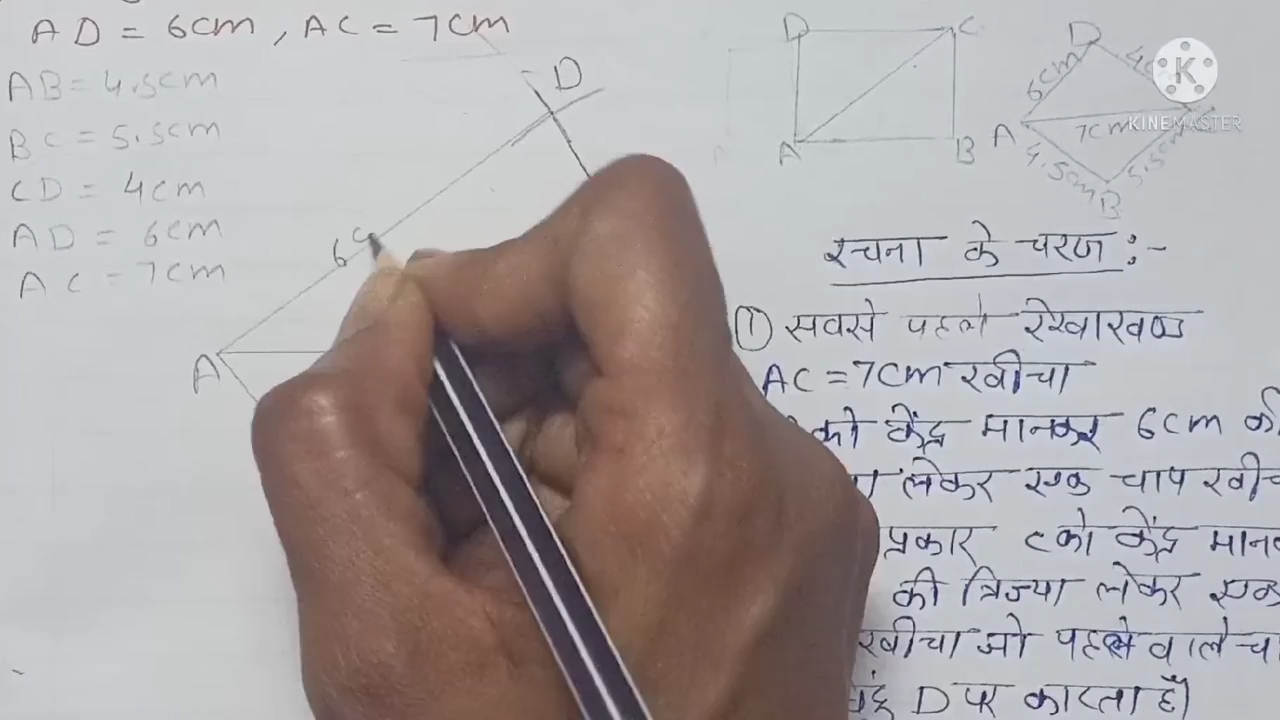 AD = 6cm, AC = 7cm
AB = 4.5cm
BC = 5.5cm
CD = 4cm
AD = 6cm
AC = 7cm
D
6c
A
D C
A B
D
6cm 4c
A 7cm
4.5cm 5.5cm
B
K
KINEMASTER
रचना के चरण :-
① सबसे पहले रेखाखण्ड
AC = 7cm खीचा
को केंद्र मानकर 6cm की
लेकर एक चाप खीच
प्रकार C को केंद्र मान
की त्रिज्या लेकर एक
खीचा जो पहले वाले चा
D पर काटता है।